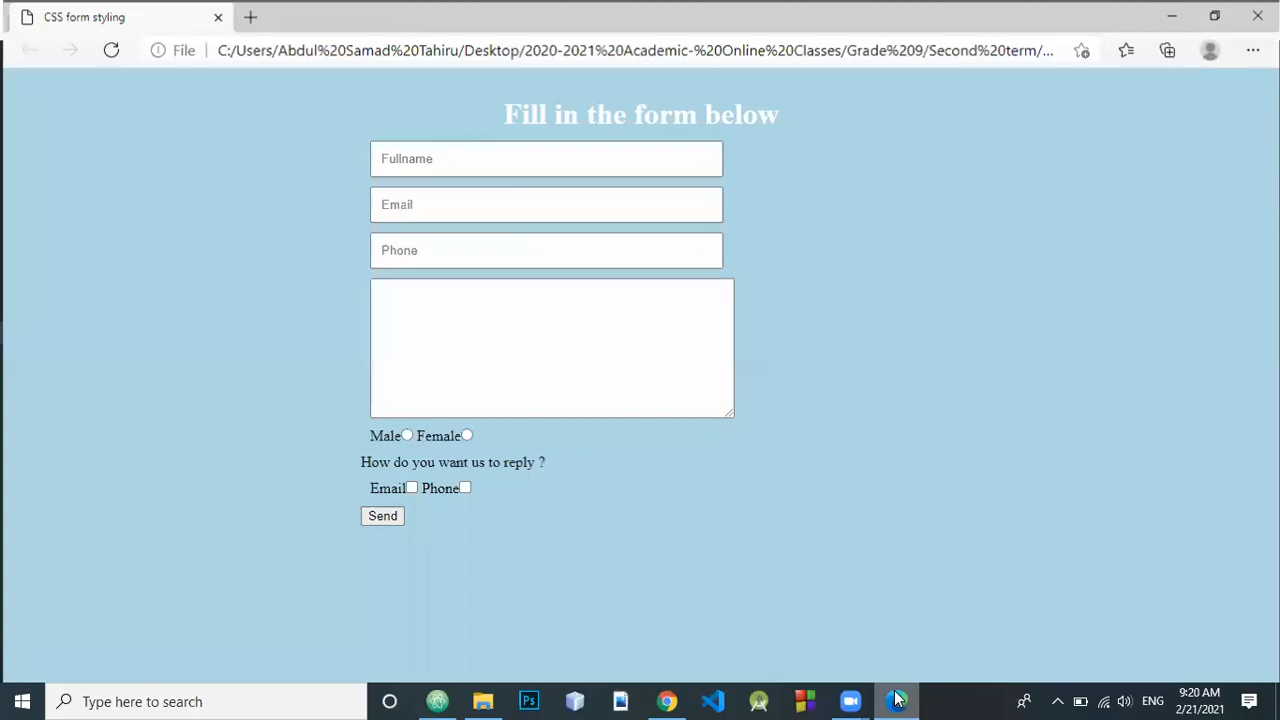 CSS form styling
File
C:/Users/Abdul%20Samad%20Tahiru/Desktop/2020-2021%20Academic-%20Online%20Classes/Grade%209/Second%20term/...
Fill in the form below
Fullname
Email
Phone
Male Female
How do you want us to reply ?
Email Phone
Send
Type here to search
Ps
ENG
9:20 AM
2/21/2021